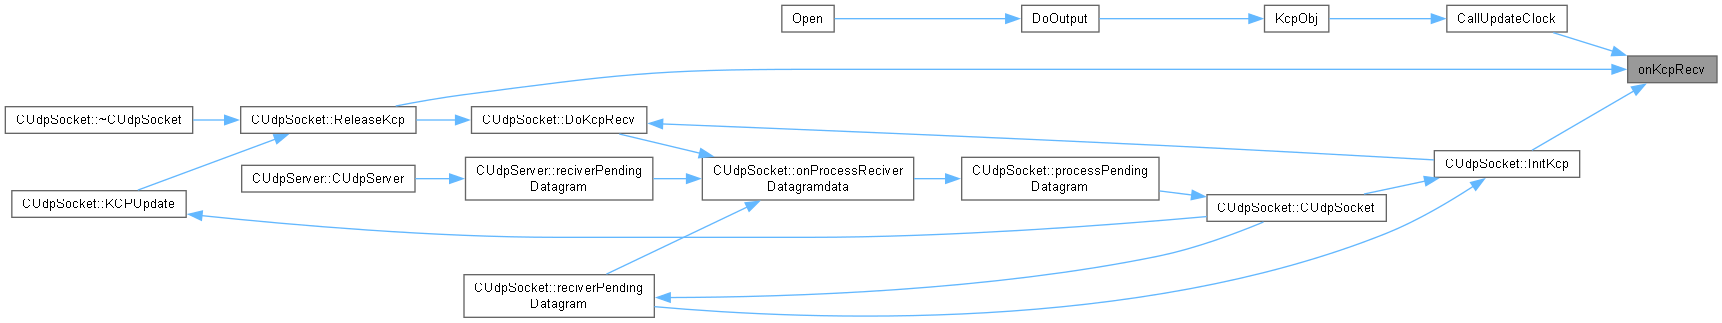 Open
DoOutput
KcpObj
CallUpdateClock
onKcpRecv
CUdpSocket::~CUdpSocket
CUdpSocket::ReleaseKcp
CUdpSocket::DoKcpRecv
CUdpSocket::InitKcp
CUdpServer::CUdpServer
CUdpServer::reciverPending
Datagram
CUdpSocket::onProcessReciver
Datagramdata
CUdpSocket::processPending
Datagram
CUdpSocket::KCPUpdate
CUdpSocket::CUdpSocket
CUdpSocket::reciverPending
Datagram